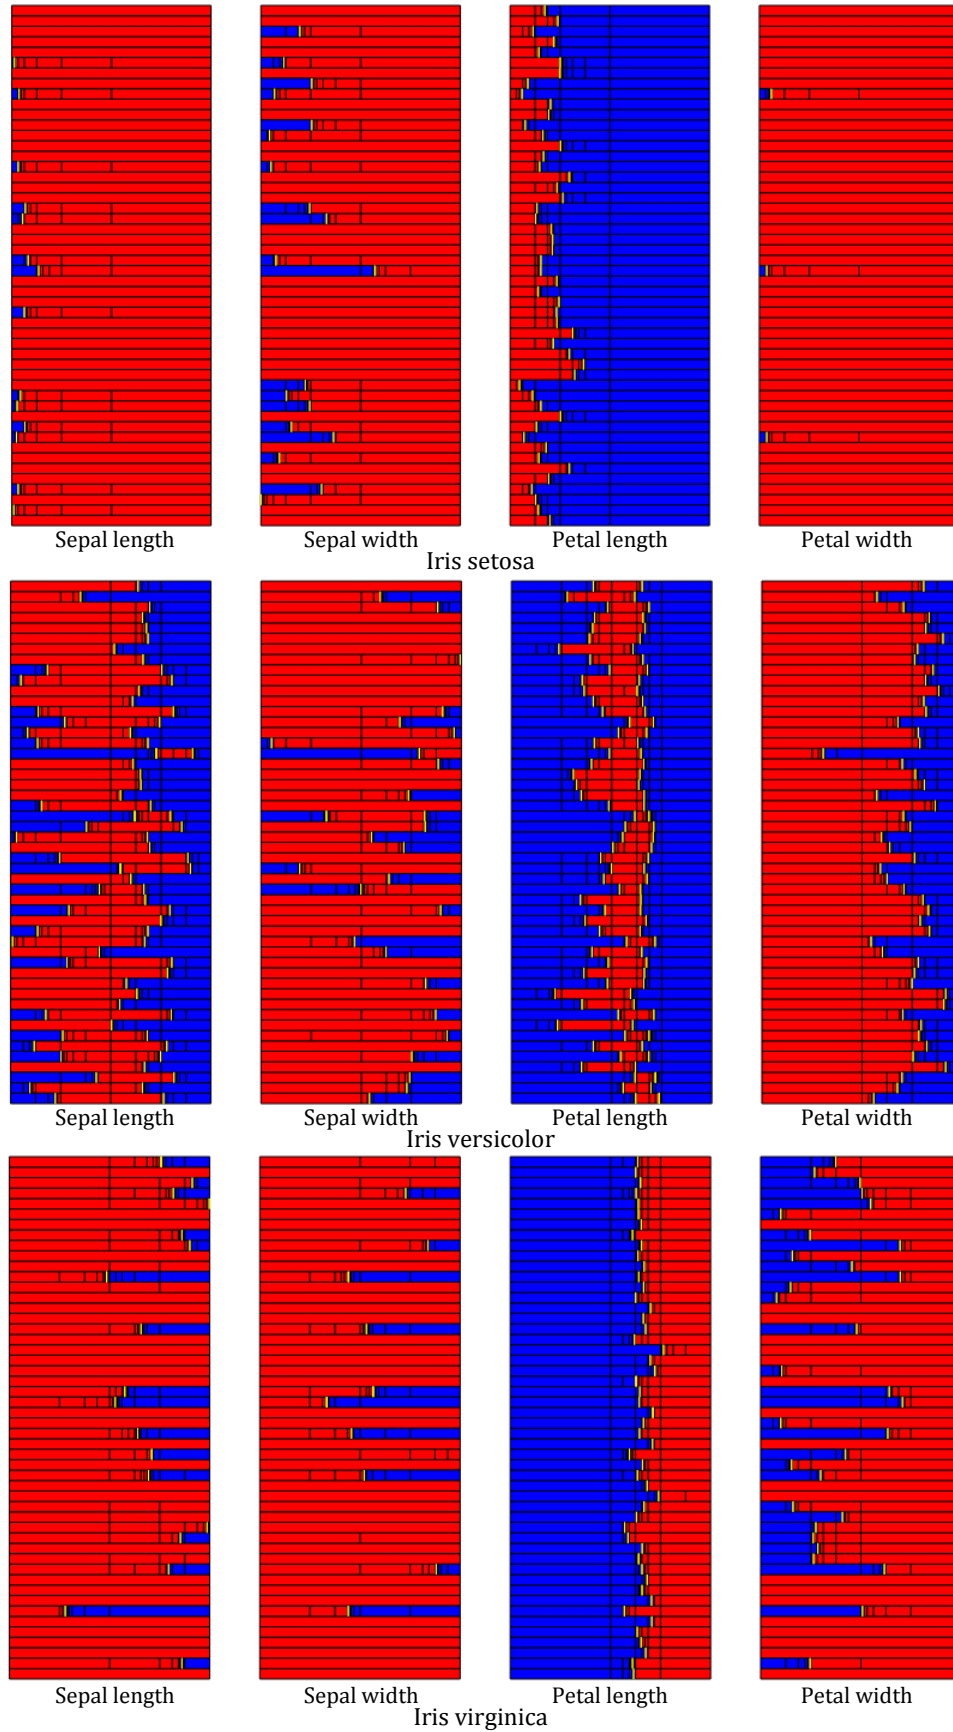 Sepal length Sepal width Petal length Petal width
Iris setosa
Sepal length Sepal width Petal length Petal width
Iris versicolor
Sepal length Sepal width Petal length Petal width
Iris virginica